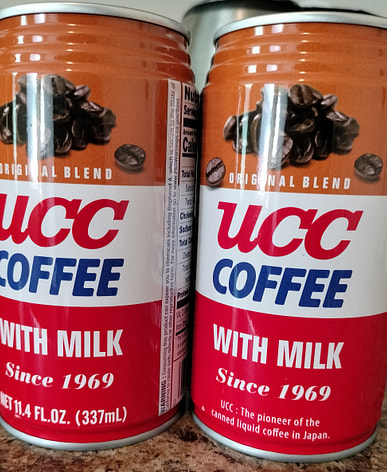 ORIGINAL BLEND
UCC
COFFEE
WITH MILK
Since 1969
NET 11.4 FL.OZ. (337mL)
ORIGINAL BLEND
UCC
COFFEE
WITH MILK
Since 1969
UCC : The pioneer of the
canned liquid coffee in Japan.